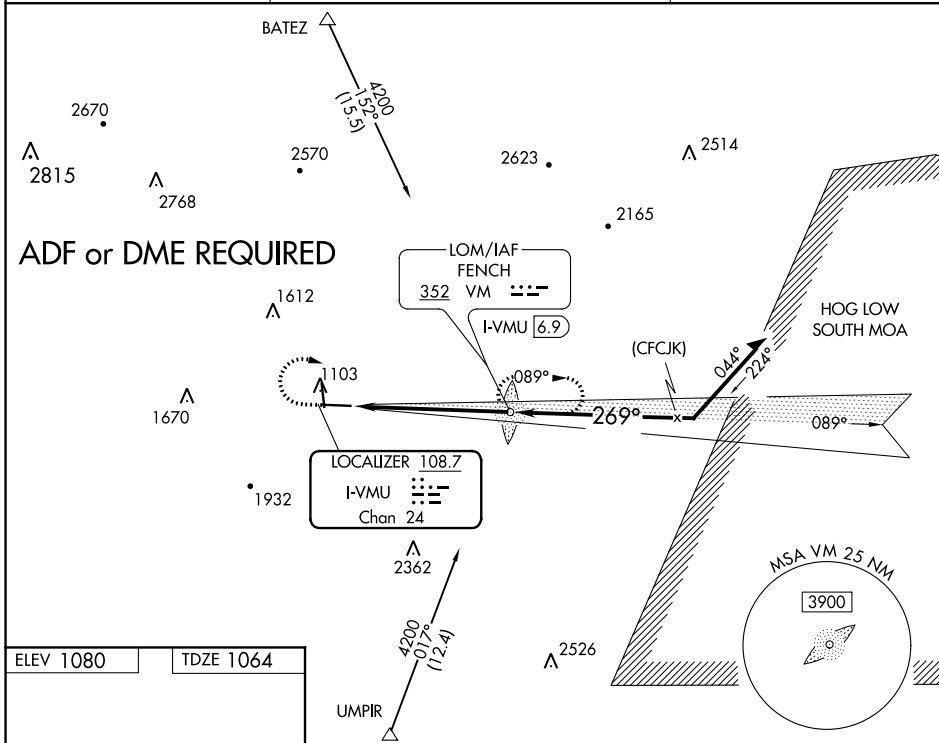 BATEZ
4200
152°
(15.5)
2670
2815
2768
2570
2623
2514
2165
ADF or DME REQUIRED
LOM/IAF
FENCH
352 VM
I-VMU 6.9
1612
HOG LOW
SOUTH MOA
(CFCJK)
044°
224°
1103
089°
269°
089°
1670
LOCALIZER 108.7
I-VMU
Chan 24
1932
2362
MSA VM 25 NM
3900
4200
017°
(12.4)
2526
ELEV 1080
TDZE 1064
UMPIR